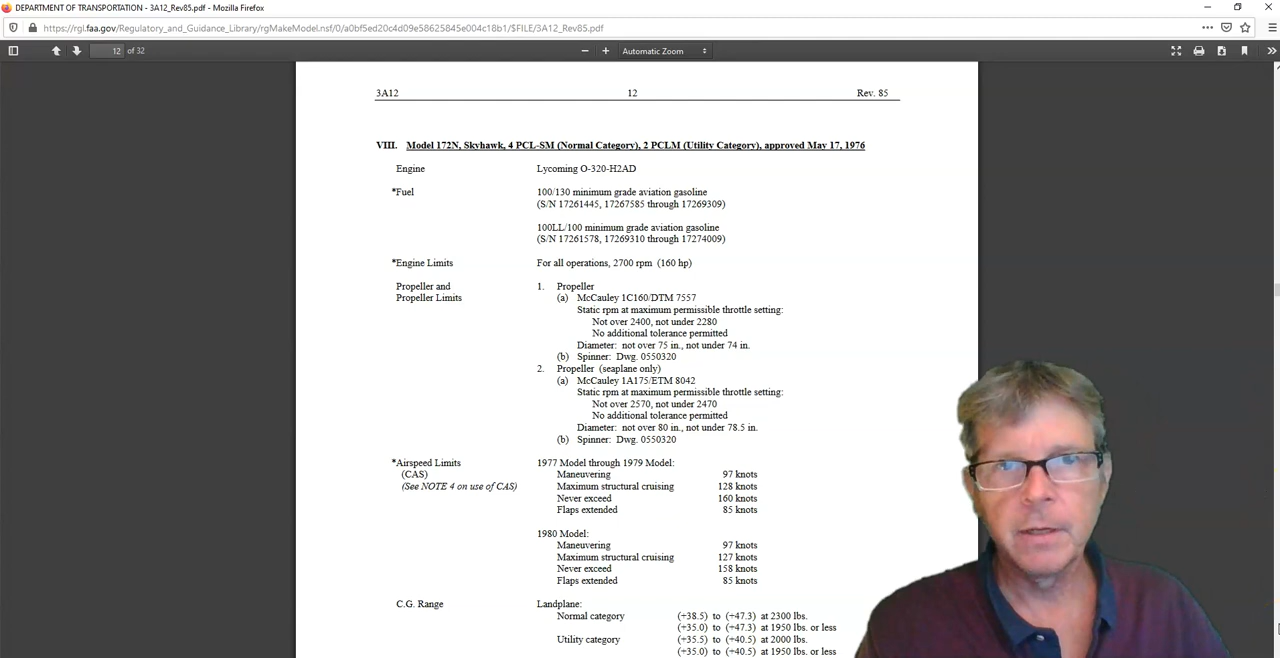 DEPARTMENT OF TRANSPORTATION - 3A12_Rev85.pdf - Mozilla Firefox
https://rgl.faa.gov/Regulatory_and_Guidance_Library/rgMakeModel.nsf/0/a0bf5ed20c4d09e58625845e004c18b1/$FILE/3A12_Rev85.pdf
12 of 32
Automatic Zoom
3A12 12 Rev. 85
VIII. Model 172N, Skyhawk, 4 PCL-SM (Normal Category), 2 PCLM (Utility Category), approved May 17, 1976
Engine Lycoming O-320-H2AD
*Fuel 100/130 minimum grade aviation gasoline
(S/N 17261445, 17267585 through 17269309)
100LL/100 minimum grade aviation gasoline
(S/N 17261578, 17269310 through 17274009)
*Engine Limits For all operations, 2700 rpm (160 hp)
Propeller and 1. Propeller
Propeller Limits (a) McCauley 1C160/DTM 7557
Static rpm at maximum permissible throttle setting:
Not over 2400, not under 2280
No additional tolerance permitted
Diameter: not over 75 in., not under 74 in.
(b) Spinner: Dwg. 0550320
2. Propeller (seaplane only)
(a) McCauley 1A175/ETM 8042
Static rpm at maximum permissible throttle setting:
Not over 2570, not under 2470
No additional tolerance permitted
Diameter: not over 80 in., not under 78.5 in.
(b) Spinner: Dwg. 0550320
*Airspeed Limits 1977 Model through 1979 Model:
(CAS) Maneuvering 97 knots
(See NOTE 4 on use of CAS) Maximum structural cruising 128 knots
Never exceed 160 knots
Flaps extended 85 knots
1980 Model:
Maneuvering 97 knots
Maximum structural cruising 127 knots
Never exceed 158 knots
Flaps extended 85 knots
C.G. Range Landplane:
Normal category (+38.5) to (+47.3) at 2300 lbs.
(+35.0) to (+47.3) at 1950 lbs. or less
Utility category (+35.5) to (+40.5) at 2000 lbs.
(+35.0) to (+40.5) at 1950 lbs. or less